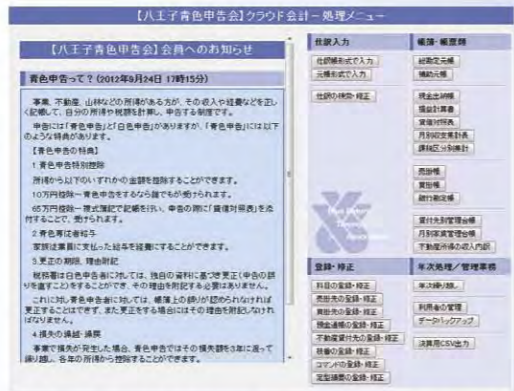 【八王子青色申告会】クラウド会計 - 処理メニュー
【八王子青色申告会】会員へのお知らせ
青色申告って？ (2012年9月24日 17時15分)
事業、不動産、山林などの所得がある方が、その収入や経費などを正し
く記帳して、自分の所得や税額を計算し、申告する制度です。
申告には「青色申告」と「白色申告」がありますが、「青色申告」には以下
のような特典があります。
【青色申告の特典】
1.青色申告特別控除
所得から以下のいずれかの金額を控除することができます。
10万円控除ー青色申告をするなら誰でもが受けられます。
65万円控除ー複式簿記で記帳を行い、申告の際に「貸借対照表」を添
付することで、受けられます。
2.青色専従者給与
家族従業員に支払った給与を経費にすることができます。
3.更正の期限、理由附記
税務署は白色申告者に対しては、独自の資料に基づき更正(申告の誤
りを直すこと)をすることができ、その理由を附記する必要はありません。
これに対し青色申告者に対しては、帳簿上の誤りが認められなければ
更正することはできず、また更正をする場合にはその理由を附記しなけれ
ばなりません。
4.損失の繰越・繰戻
事業で損失が発生した場合、青色申告ではその損額を3年に渡って
繰り越し、各年の所得から控除することができます。
仕訳入力
仕訳帳形式で入力
元帳形式で入力
仕訳の検索・修正
帳簿・帳票類
総勘定元帳
補助元帳
現金出納帳
損益計算書
貸借対照表
月別収支集計表
課税区分別集計
売掛帳
買掛帳
銀行勘定帳
貸付先別管理台帳
月別家賃管理台帳
不動産所得の収入内訳
登録・修正
科目の登録・修正
売掛先の登録・修正
買掛先の登録・修正
預金通帳の登録・修正
不動産貸付先の登録・修正
枝番の登録・修正
コマンドの登録・修正
定型摘要の登録・修正
年次処理／管理業務
年次繰り越し
利用者の管理
データバックアップ
決算用CSV出力